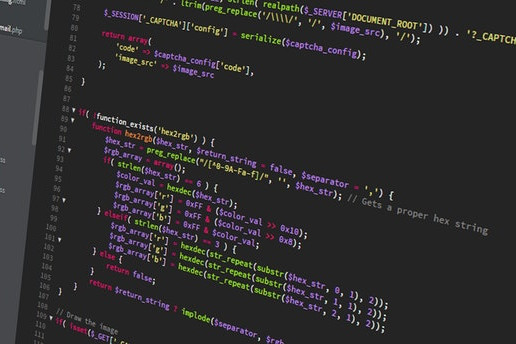 mail.php
78
79 ltrim(preg_replace('/\\\\/', '/', $image_src), '/');
realpath($_SERVER['DOCUMENT_ROOT']) )) . '?_CAPTCHA
80 $_SESSION['_CAPTCHA']['config'] = serialize($captcha_config);
81
82 return array(
83 'code' => $captcha_config['code'],
84 'image_src' => $image_src
);
85 }
86
87
88 if( !function_exists('hex2rgb') ) {
89 function hex2rgb($hex_str, $return_string = false, $separator = ',') {
90 $hex_str = preg_replace("/[^0-9A-Fa-f]/", '', $hex_str); // Gets a proper hex string
91 $rgb_array = array();
92 if( strlen($hex_str) == 6 ) {
93 $color_val = hexdec($hex_str);
94 $rgb_array['r'] = 0xFF & ($color_val >> 0x10);
95 $rgb_array['g'] = 0xFF & ($color_val >> 0x8);
96 $rgb_array['b'] = 0xFF & $color_val;
97 } elseif( strlen($hex_str) == 3 ) {
98 $rgb_array['r'] = hexdec(str_repeat(substr($hex_str, 0, 1), 2));
99 $rgb_array['g'] = hexdec(str_repeat(substr($hex_str, 1, 1), 2));
100 $rgb_array['b'] = hexdec(str_repeat(substr($hex_str, 2, 1), 2));
101 } else {
102 return false;
103 }
104 return $return_string ? implode($separator, $rgb
105 }
106 }
107
108 // Draw the image
109 if( isset($_GET['
110